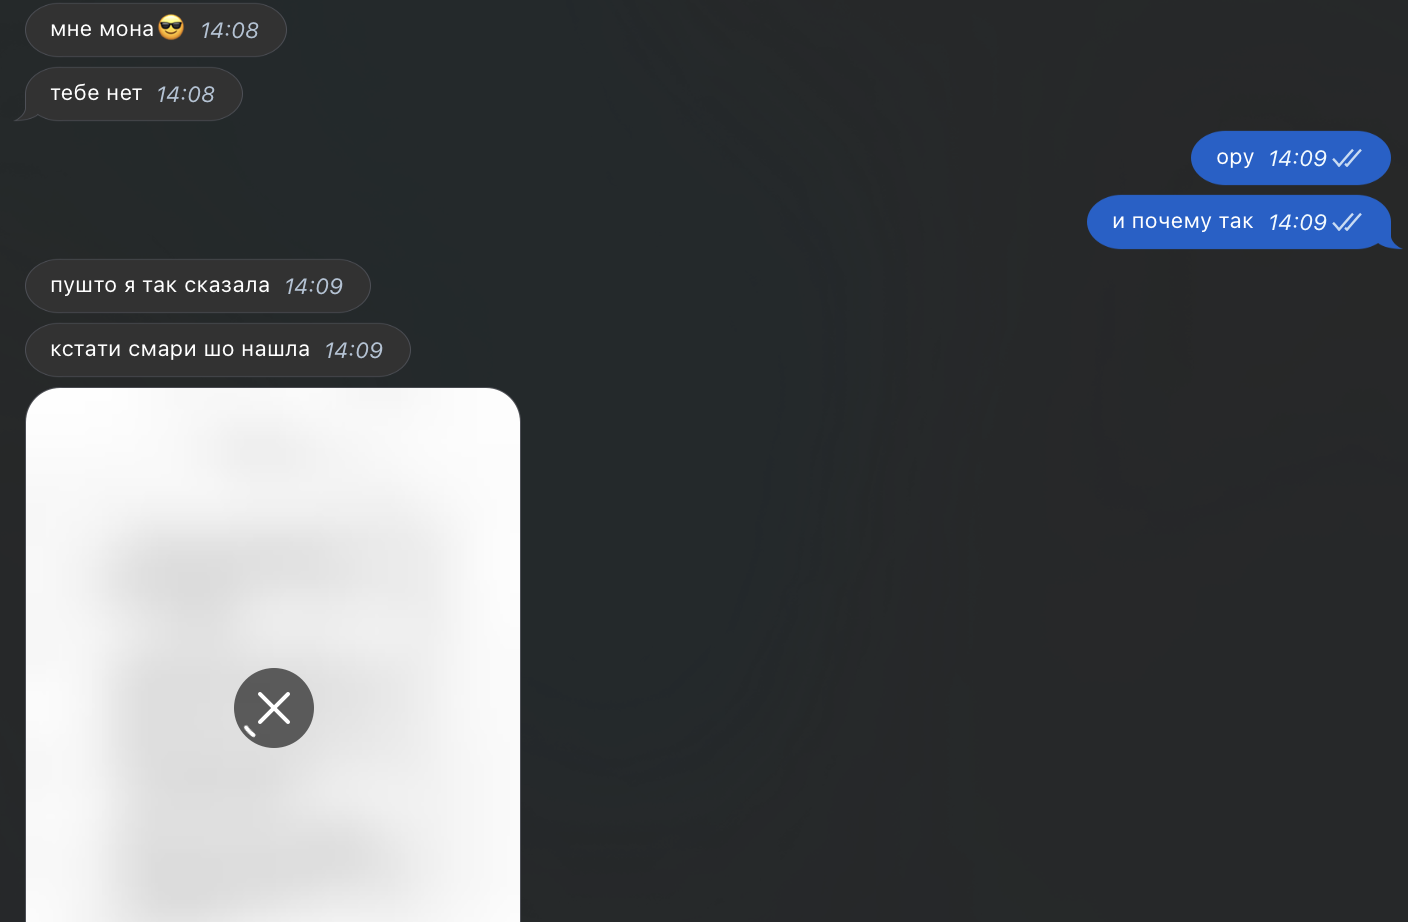 мне мона😎 14:08
тебе нет 14:08
ору 14:09
и почему так 14:09
пушто я так сказала 14:09
кстати смари шо нашла 14:09